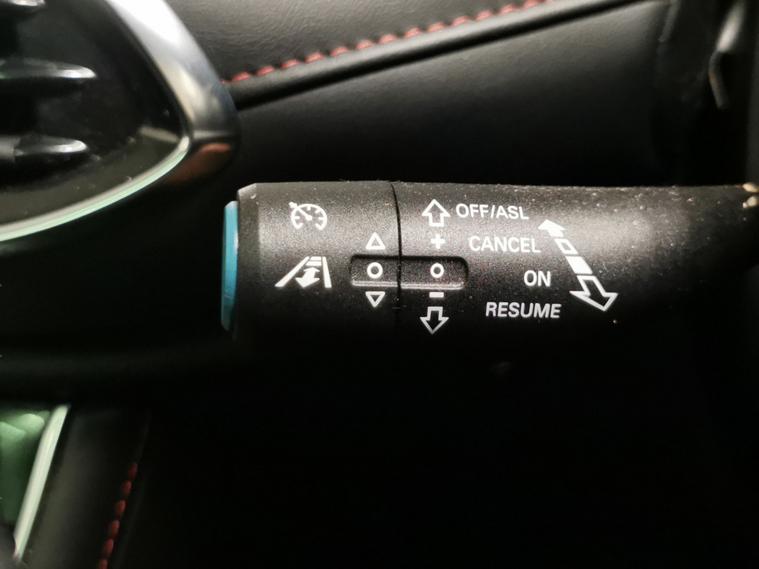 OFF/ASL
+ CANCEL
ON
- RESUME